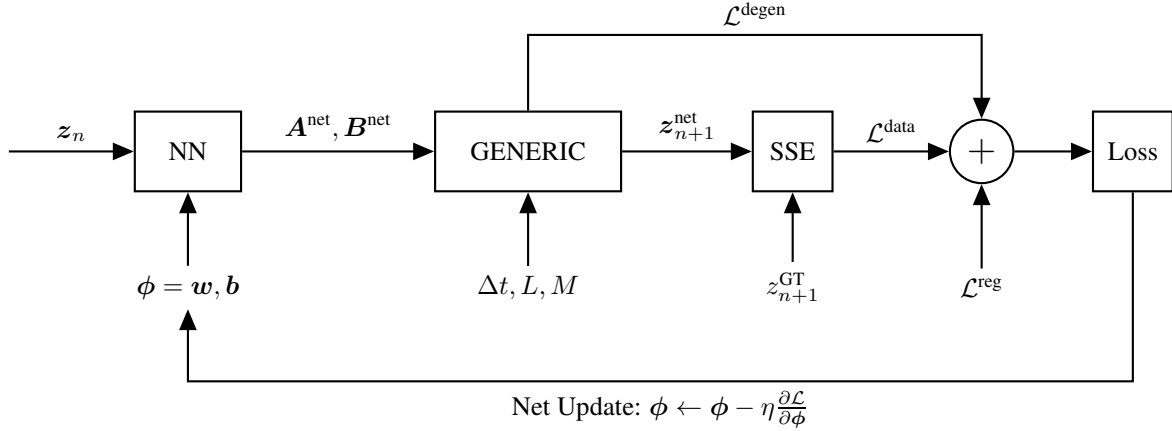 𝓛^degen
𝒛_n
𝑨^net, 𝑩^net
𝒛^net_{n+1}
𝓛^data
NN
GENERIC
SSE
+
Loss
𝝓 = 𝒘, 𝒃
Δt, L, M
z^GT_{n+1}
𝓛^reg
Net Update: 𝝓 ← 𝝓 − η ∂𝓛/∂𝝓